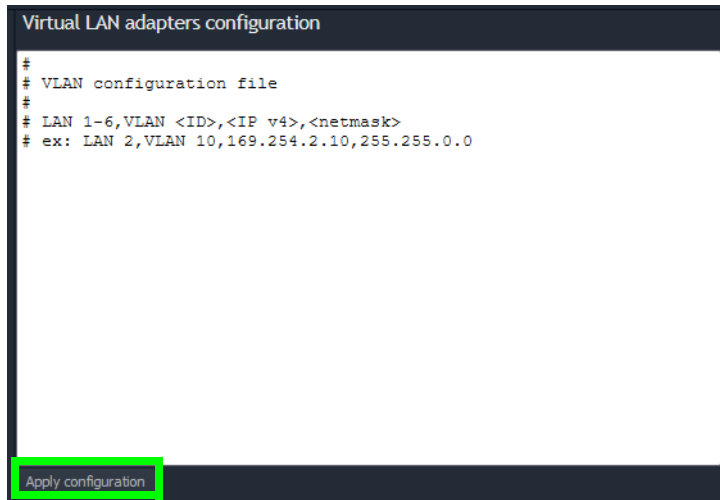 Virtual LAN adapters configuration
#
# VLAN configuration file
#
# LAN 1-6,VLAN <ID>,<IP v4>,<netmask>
# ex: LAN 2,VLAN 10,169.254.2.10,255.255.0.0
Apply configuration